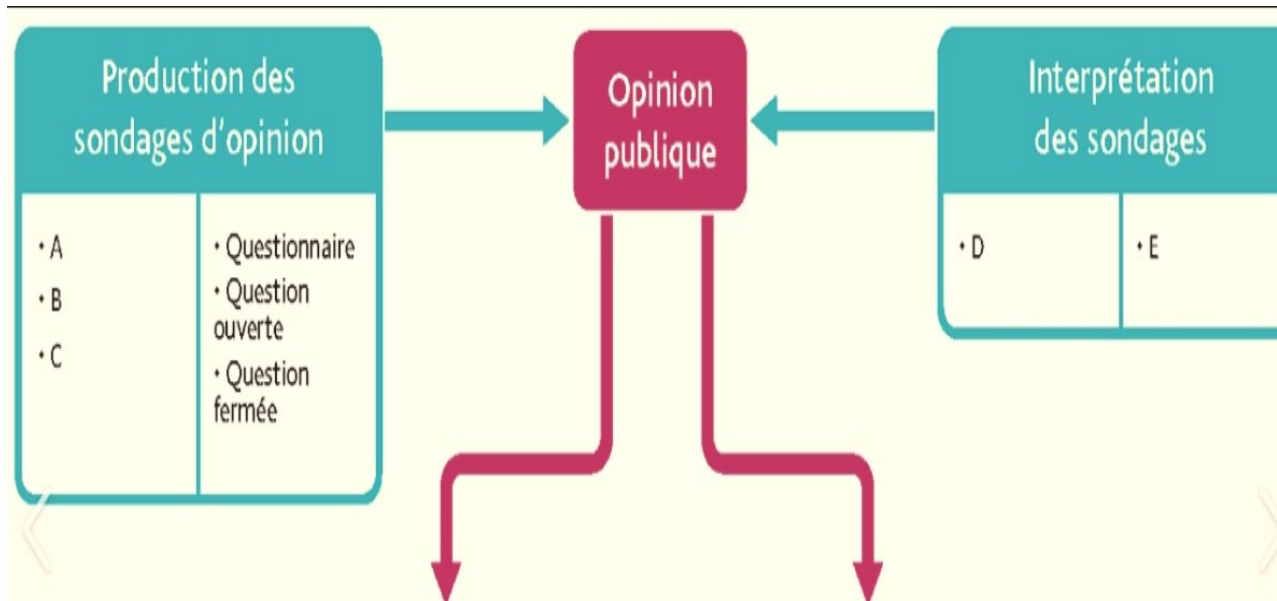 Production des
sondages d'opinion
• A
• B
• C
• Questionnaire
• Question
ouverte
• Question
fermée
Opinion
publique
Interprétation
des sondages
• D
• E